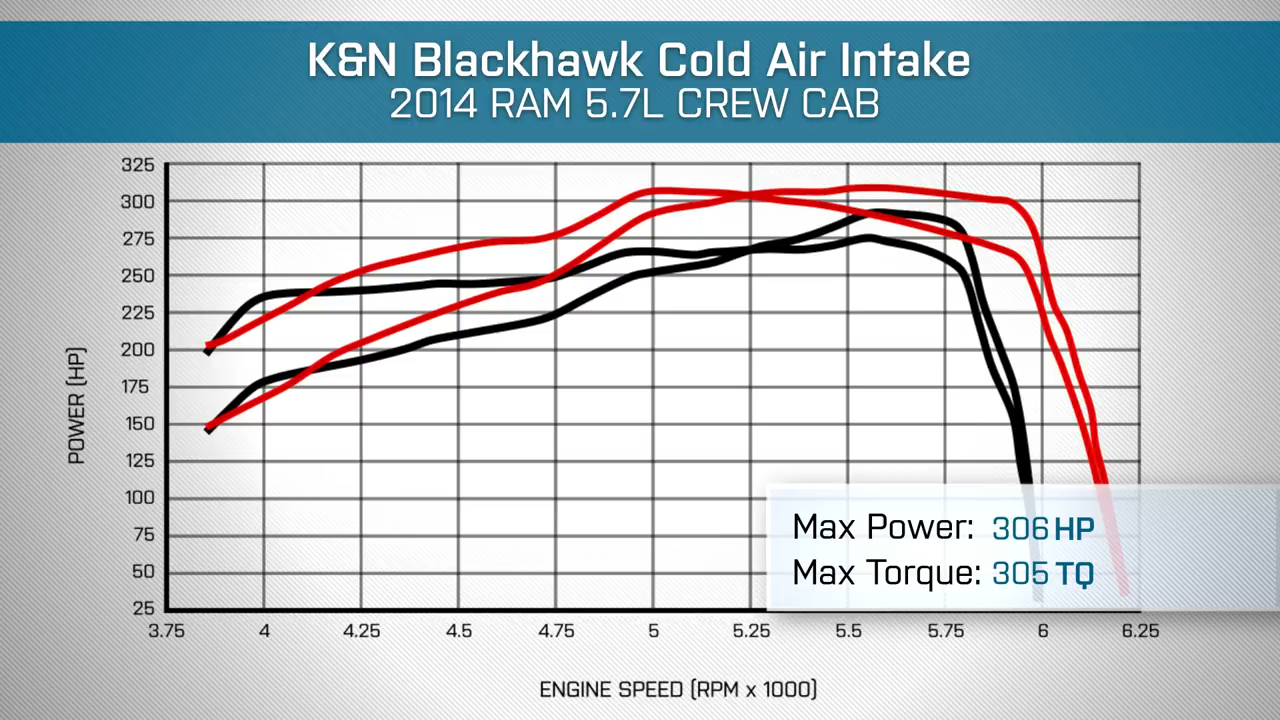 K&N Blackhawk Cold Air Intake
2014 RAM 5.7L CREW CAB
325
300
275
250
225
200
175
150
125
100
75
50
25
POWER (HP)
Max Power: 306 HP
Max Torque: 305 TQ
3.75 4 4.25 4.5 4.75 5 5.25 5.5 5.75 6 6.25
ENGINE SPEED (RPM x 1000)